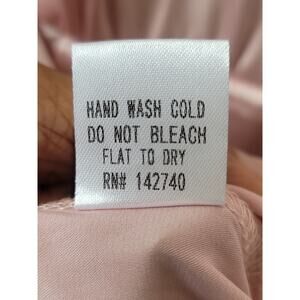 HAND WASH COLD
DO NOT BLEACH
FLAT TO DRY
RN# 142740